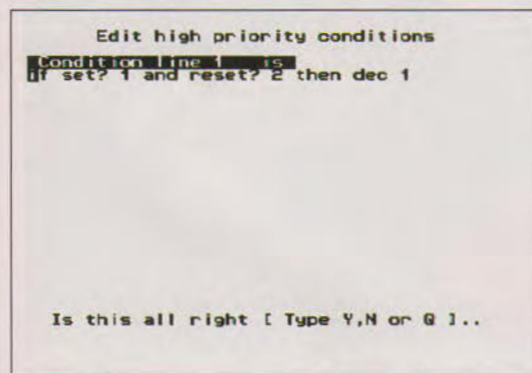 Edit high priority conditions
Condition line 1 is
if set? 1 and reset? 2 then dec 1
Is this all right [ Type Y,N or Q ]..